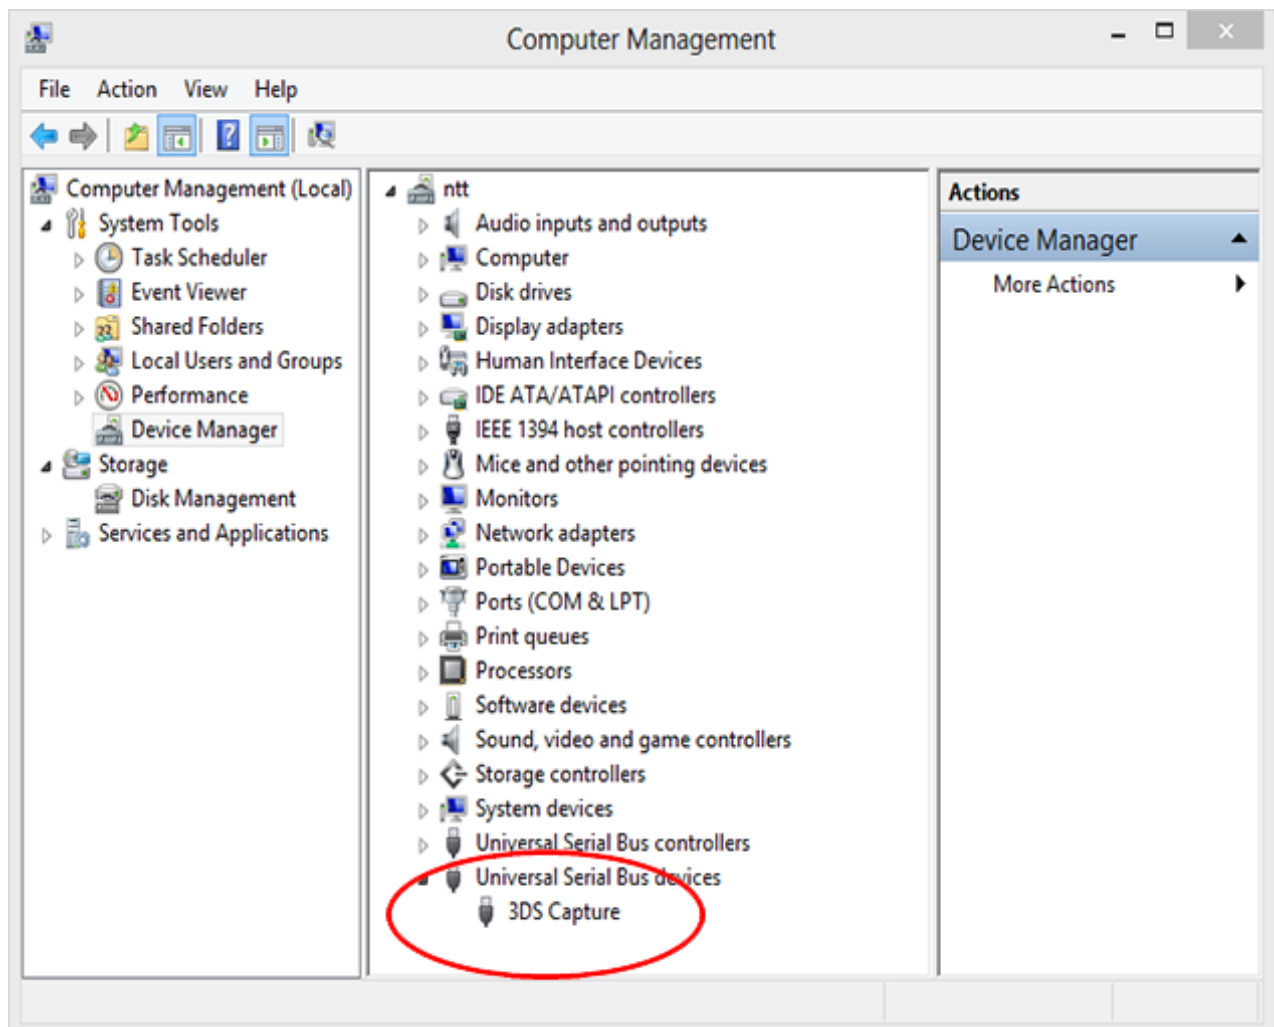 Computer Management
File Action View Help
Computer Management (Local)
System Tools
Task Scheduler
Event Viewer
Shared Folders
Local Users and Groups
Performance
Device Manager
Storage
Disk Management
Services and Applications
ntt
Audio inputs and outputs
Computer
Disk drives
Display adapters
Human Interface Devices
IDE ATA/ATAPI controllers
IEEE 1394 host controllers
Mice and other pointing devices
Monitors
Network adapters
Portable Devices
Ports (COM & LPT)
Print queues
Processors
Software devices
Sound, video and game controllers
Storage controllers
System devices
Universal Serial Bus controllers
Universal Serial Bus devices
3DS Capture
Actions
Device Manager
More Actions